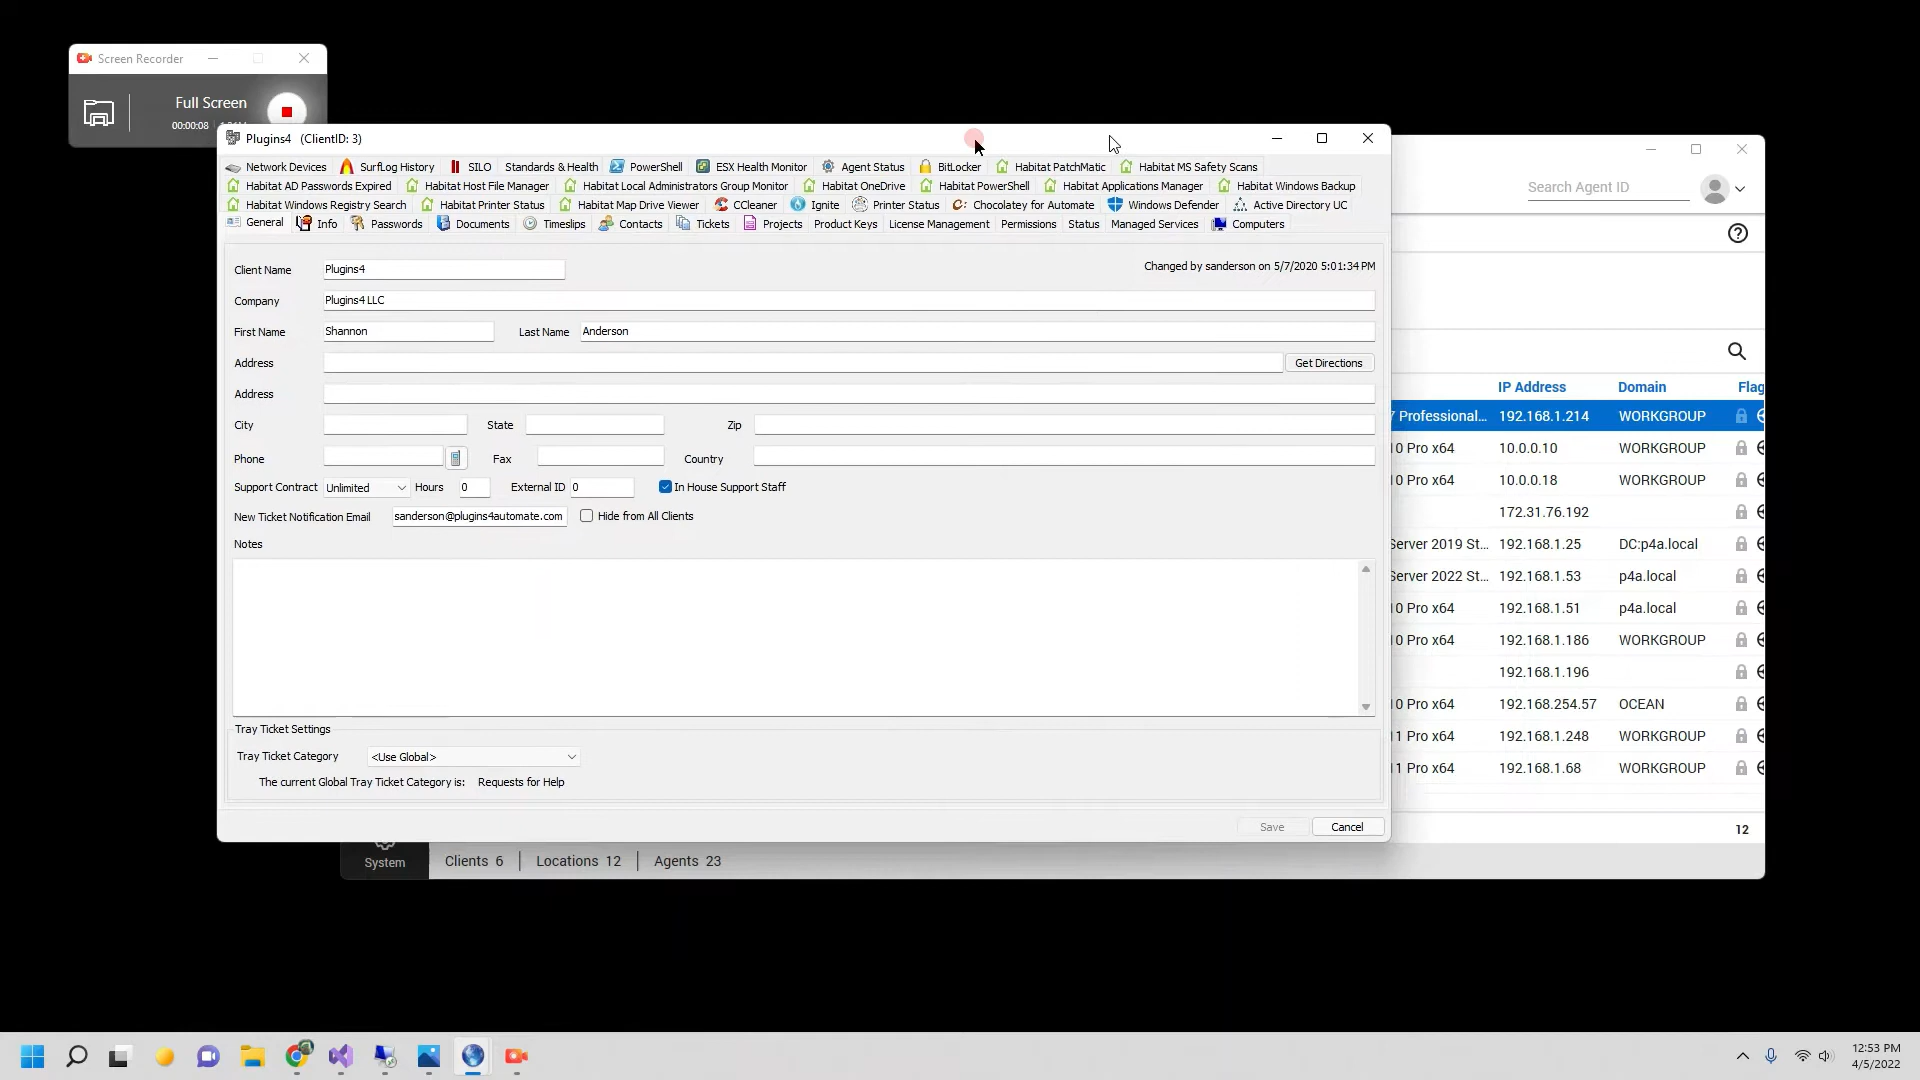 Screen Recorder
Full Screen
00:00:08
Plugins4 (ClientID: 3)
Network Devices SurfLog History SILO Standards & Health PowerShell ESX Health Monitor Agent Status BitLocker Habitat PatchMatic Habitat MS Safety Scans
Habitat AD Passwords Expired Habitat Host File Manager Habitat Local Administrators Group Monitor Habitat OneDrive Habitat PowerShell Habitat Applications Manager Habitat Windows Backup
Habitat Windows Registry Search Habitat Printer Status Habitat Map Drive Viewer CCleaner Ignite Printer Status Chocolatey for Automate Windows Defender Active Directory UC
General Info Passwords Documents Timeslips Contacts Tickets Projects Product Keys License Management Permissions Status Managed Services Computers
Client Name Plugins4 Changed by sanderson on 5/7/2020 5:01:34 PM
Company Plugins4 LLC
First Name Shannon Last Name Anderson
Address Get Directions
Address
City State Zip
Phone Fax Country
Support Contract Unlimited Hours 0 External ID 0 In House Support Staff
New Ticket Notification Email sanderson@plugins4automate.com Hide from All Clients
Notes
Tray Ticket Settings
Tray Ticket Category <Use Global>
The current Global Tray Ticket Category is: Requests for Help
Save Cancel
Search Agent ID
IP Address Domain Flag
7 Professional... 192.168.1.214 WORKGROUP
10 Pro x64 10.0.0.10 WORKGROUP
10 Pro x64 10.0.0.18 WORKGROUP
172.31.76.192
Server 2019 St... 192.168.1.25 DC:p4a.local
Server 2022 St... 192.168.1.53 p4a.local
10 Pro x64 192.168.1.51 p4a.local
10 Pro x64 192.168.1.186 WORKGROUP
192.168.1.196
10 Pro x64 192.168.254.57 OCEAN
11 Pro x64 192.168.1.248 WORKGROUP
11 Pro x64 192.168.1.68 WORKGROUP
12
System Clients 6 Locations 12 Agents 23
12:53 PM
4/5/2022